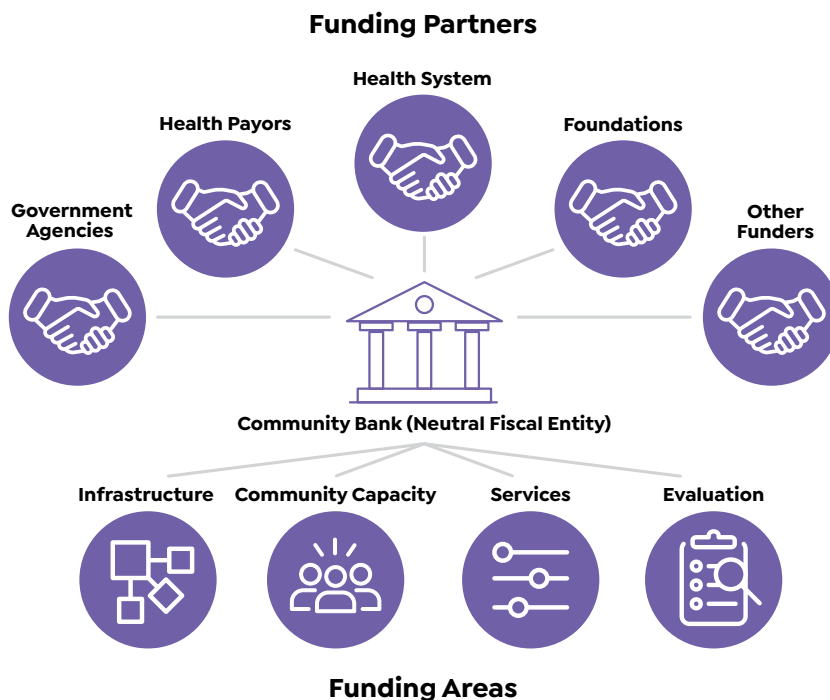 Funding Partners
Health System
Health Payors
Foundations
Government
Agencies
Other
Funders
Community Bank (Neutral Fiscal Entity)
Infrastructure
Community Capacity
Services
Evaluation
Funding Areas